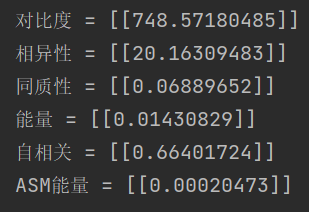 对比度 = [[748.57180485]]
相异性 = [[20.16309483]]
同质性 = [[0.06889652]]
能量 = [[0.01430829]]
自相关 = [[0.66401724]]
ASM能量 = [[0.00020473]]